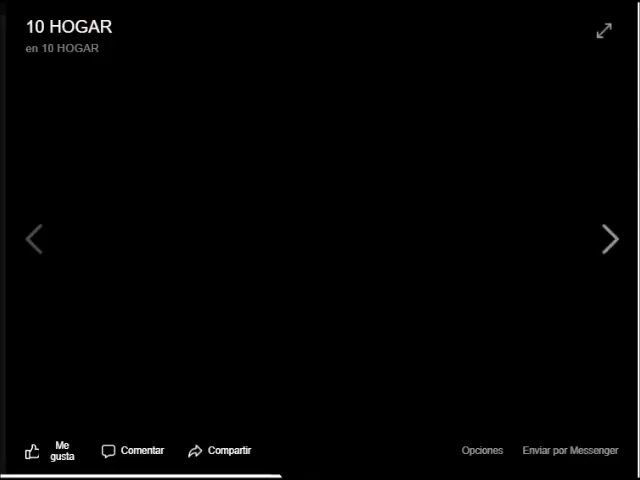 10 HOGAR
en 10 HOGAR
Me
gusta
Comentar
Compartir
Opciones
Enviar por Messenger